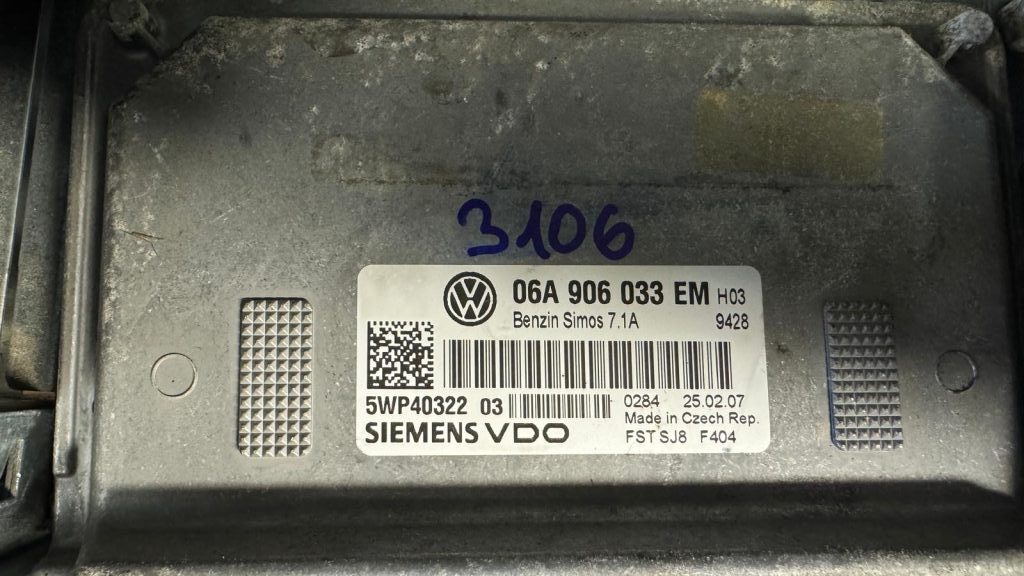 3106
06A 906 033 EM H03
Benzin Simos 7.1A 9428
5WP40322 03
0284 25.02.07
Made in Czech Rep.
SIEMENS VDO
FST SJ8 F404